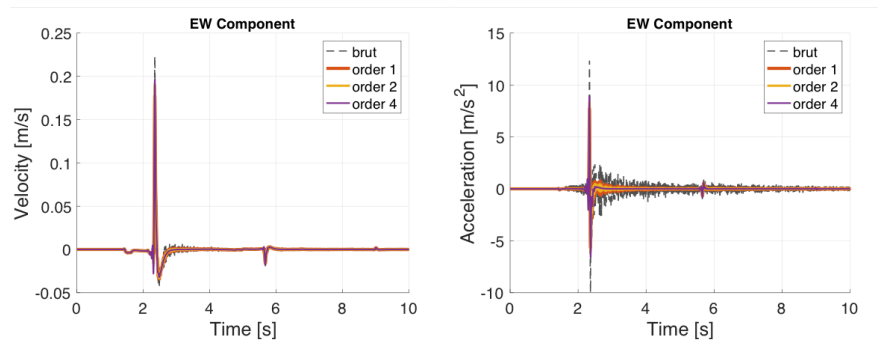 EW Component
0.25
0.2
0.15
0.1
0.05
0
-0.05
Velocity [m/s]
0 2 4 6 8 10
Time [s]
brut
order 1
order 2
order 4
EW Component
15
10
5
0
-5
-10
Acceleration [m/s²]
0 2 4 6 8 10
Time [s]
brut
order 1
order 2
order 4